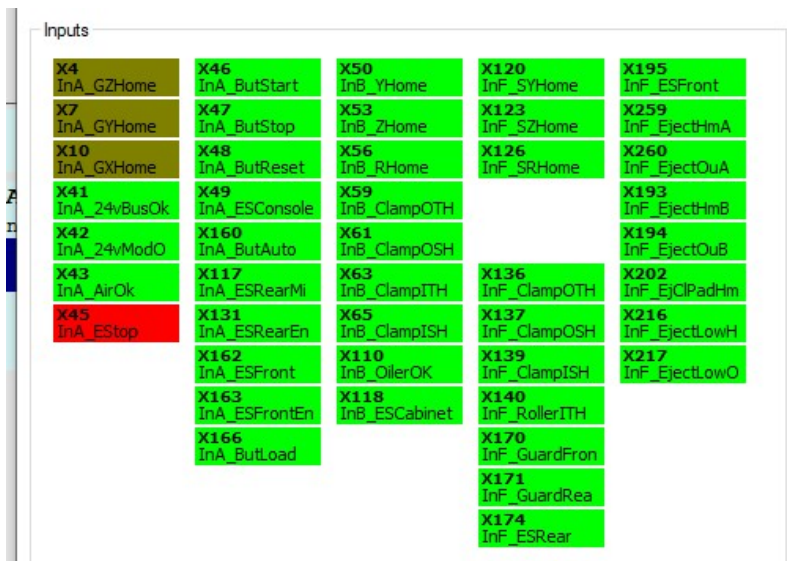 Inputs
X4
InA_GZHome
X7
InA_GYHome
X10
InA_GXHome
X41
InA_24vBusOk
X42
InA_24vModO
X43
InA_AirOk
X45
InA_EStop
X46
InA_ButStart
X47
InA_ButStop
X48
InA_ButReset
X49
InA_ESConsole
X160
InA_ButAuto
X117
InA_ESRearMi
X131
InA_ESRearEn
X162
InA_ESFront
X163
InA_ESFrontEn
X166
InA_ButLoad
X50
InB_YHome
X53
InB_ZHome
X56
InB_RHome
X59
InB_ClampOTH
X61
InB_ClampOSH
X63
InB_ClampITH
X65
InB_ClampISH
X110
InB_OilerOK
X118
InB_ESCabinet
X120
InF_SYHome
X123
InF_SZHome
X126
InF_SRHome
X136
InF_ClampOTH
X137
InF_ClampOSH
X139
InF_ClampISH
X140
InF_RollerITH
X170
InF_GuardFron
X171
InF_GuardRea
X174
InF_ESRear
X195
InF_ESFront
X259
InF_EjectHmA
X260
InF_EjectOuA
X193
InF_EjectHmB
X194
InF_EjectOuB
X202
InF_EjClPadHm
X216
InF_EjectLowH
X217
InF_EjectLowO